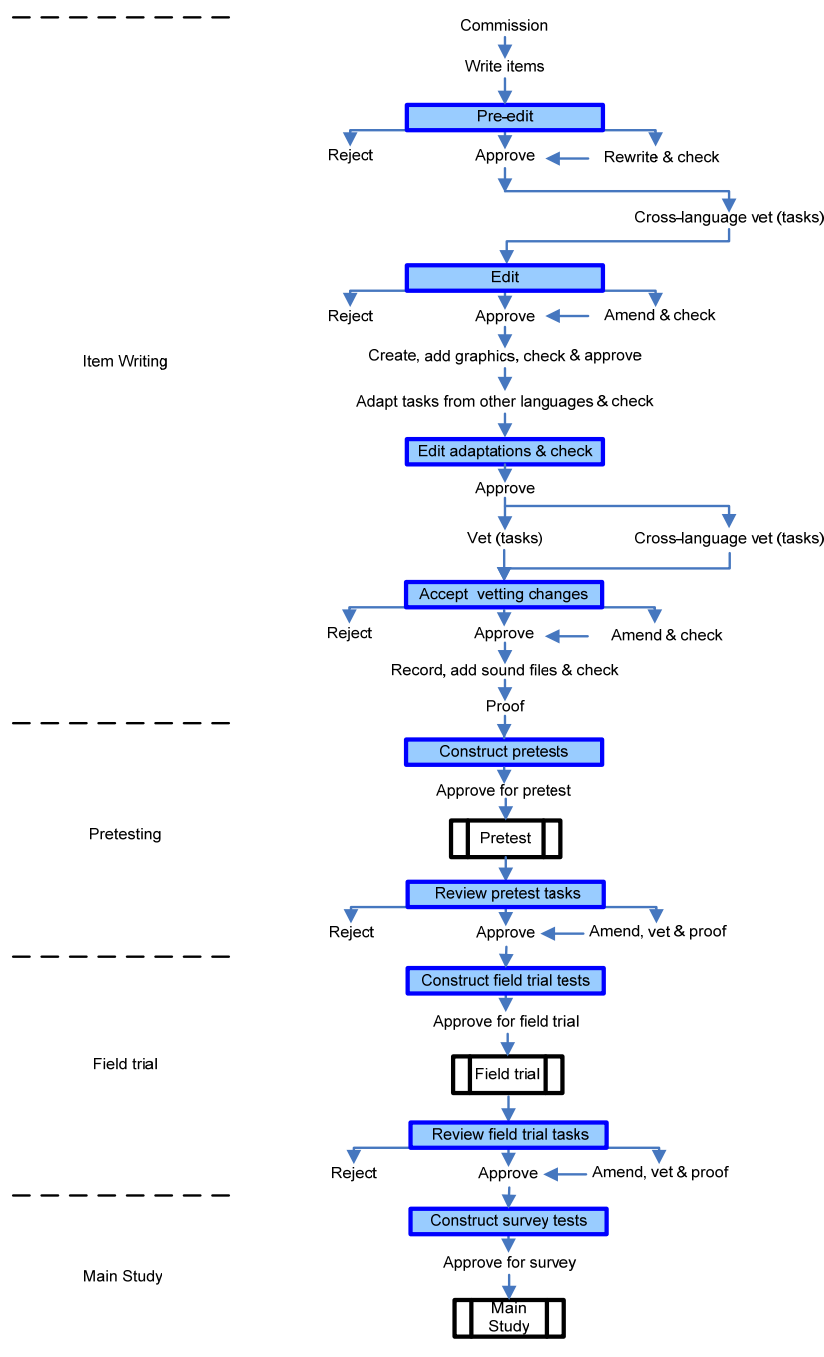 Commission
Write items
Pre-edit
Reject
Approve
Rewrite & check
Cross-language vet (tasks)
Edit
Reject
Approve
Amend & check
Create, add graphics, check & approve
Item Writing
Adapt tasks from other languages & check
Edit adaptations & check
Approve
Vet (tasks)
Cross-language vet (tasks)
Accept vetting changes
Reject
Approve
Amend & check
Record, add sound files & check
Proof
Construct pretests
Approve for pretest
Pretesting
Pretest
Review pretest tasks
Reject
Approve
Amend, vet & proof
Construct field trial tests
Approve for field trial
Field trial
Field trial
Review field trial tasks
Reject
Approve
Amend, vet & proof
Construct survey tests
Approve for survey
Main Study
Main
Study